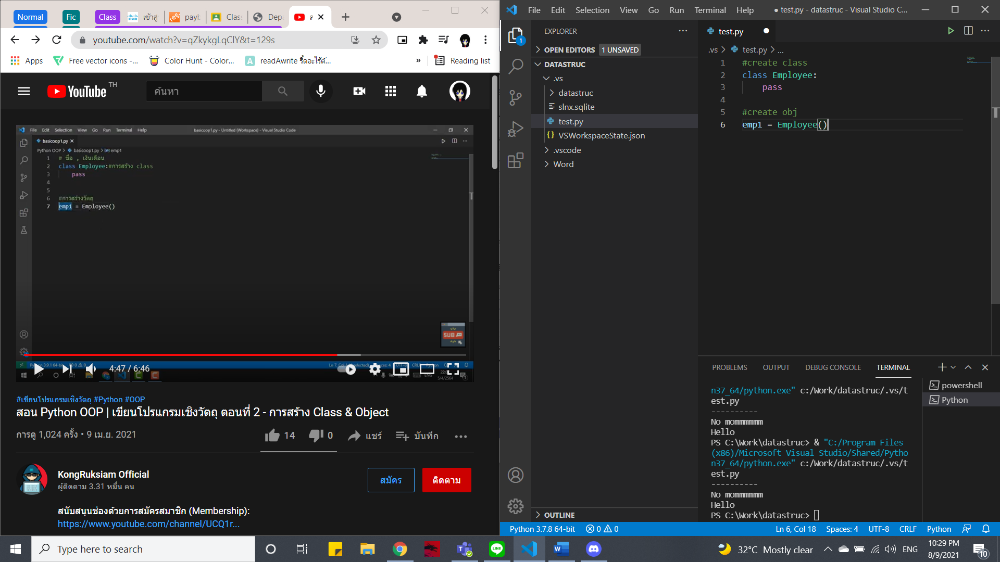 Normal
Fic
Class
เข้าสู่
payb
Clas
Depa
ส
youtube.com/watch?v=qZkykgLqClY&t=129s
Apps
Free vector icons -...
Color Hunt - Color...
readAwrite รี้ดอะไร้ต์...
»
Reading list
YouTube TH
ค้นหา
File Edit Selection View Go Run Terminal Help
basicoop1.py - Untitled (Workspace) - Visual Studio Code
basicoop1.py
Python OOP > basicoop1.py > emp1
1 # ชื่อ , เงินเดือน
2 class Employee:#การสร้าง class
3 pass
4
5
6 #การสร้างวัตถุ
7 emp1 = Employee()
SUB
4:47 / 6:46
5/4/2564
#เขียนโปรแกรมเชิงวัตถุ #Python #OOP
สอน Python OOP | เขียนโปรแกรมเชิงวัตถุ ตอนที่ 2 - การสร้าง Class & Object
การดู 1,024 ครั้ง • 9 เม.ย. 2021
14
0
แชร์
บันทึก
KongRuksiam Official
ผู้ติดตาม 3.31 หมื่น คน
สมัคร
ติดตาม
สนับสนุนช่องด้วยการสมัครสมาชิก (Membership):
https://www.youtube.com/channel/UCQ1r...
File Edit Selection View Go Run Terminal Help
● test.py - datastruc - Visual Studio C...
1
EXPLORER
OPEN EDITORS 1 UNSAVED
DATASTRUC
.vs
datastruc
slnx.sqlite
test.py
VSWorkspaceState.json
.vscode
Word
OUTLINE
test.py
.vs > test.py > ...
1 #create class
2 class Employee:
3 pass
4
5 #create obj
6 emp1 = Employee()
PROBLEMS OUTPUT DEBUG CONSOLE TERMINAL
n37_64/python.exe" c:/Work/datastruc/.vs/t
est.py
----------
No mommmmmm
Hello
PS C:\Work\datastruc> & "C:/Program Files
(x86)/Microsoft Visual Studio/Shared/Pytho
n37_64/python.exe" c:/Work/datastruc/.vs/t
est.py
----------
No mommmmmm
Hello
PS C:\Work\datastruc>
powershell
Python
Python 3.7.8 64-bit 0 0
Ln 6, Col 18 Spaces: 4 UTF-8 CRLF Python
Type here to search
LINE
32°C Mostly clear
ENG
10:29 PM
8/9/2021
10